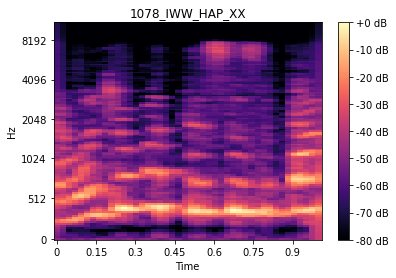 1078_IWW_HAP_XX
+0 dB
8192
-10 dB
4096
-20 dB
-30 dB
2048
Hz
-40 dB
1024
-50 dB
-60 dB
512
-70 dB
0
-80 dB
0 0.15 0.3 0.45 0.6 0.75 0.9
Time